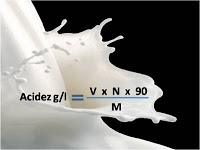 Acidez g/l = V x N x 90
M